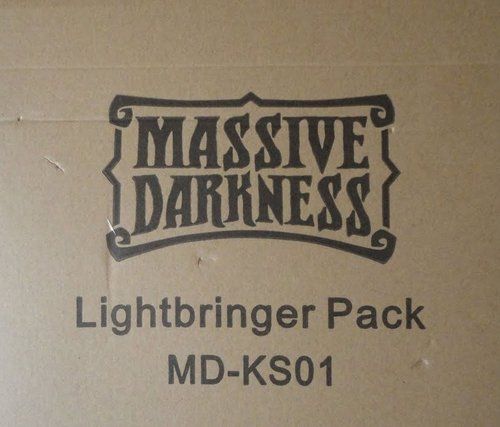 MASSIVE
DARKNESS
Lightbringer Pack
MD-KS01